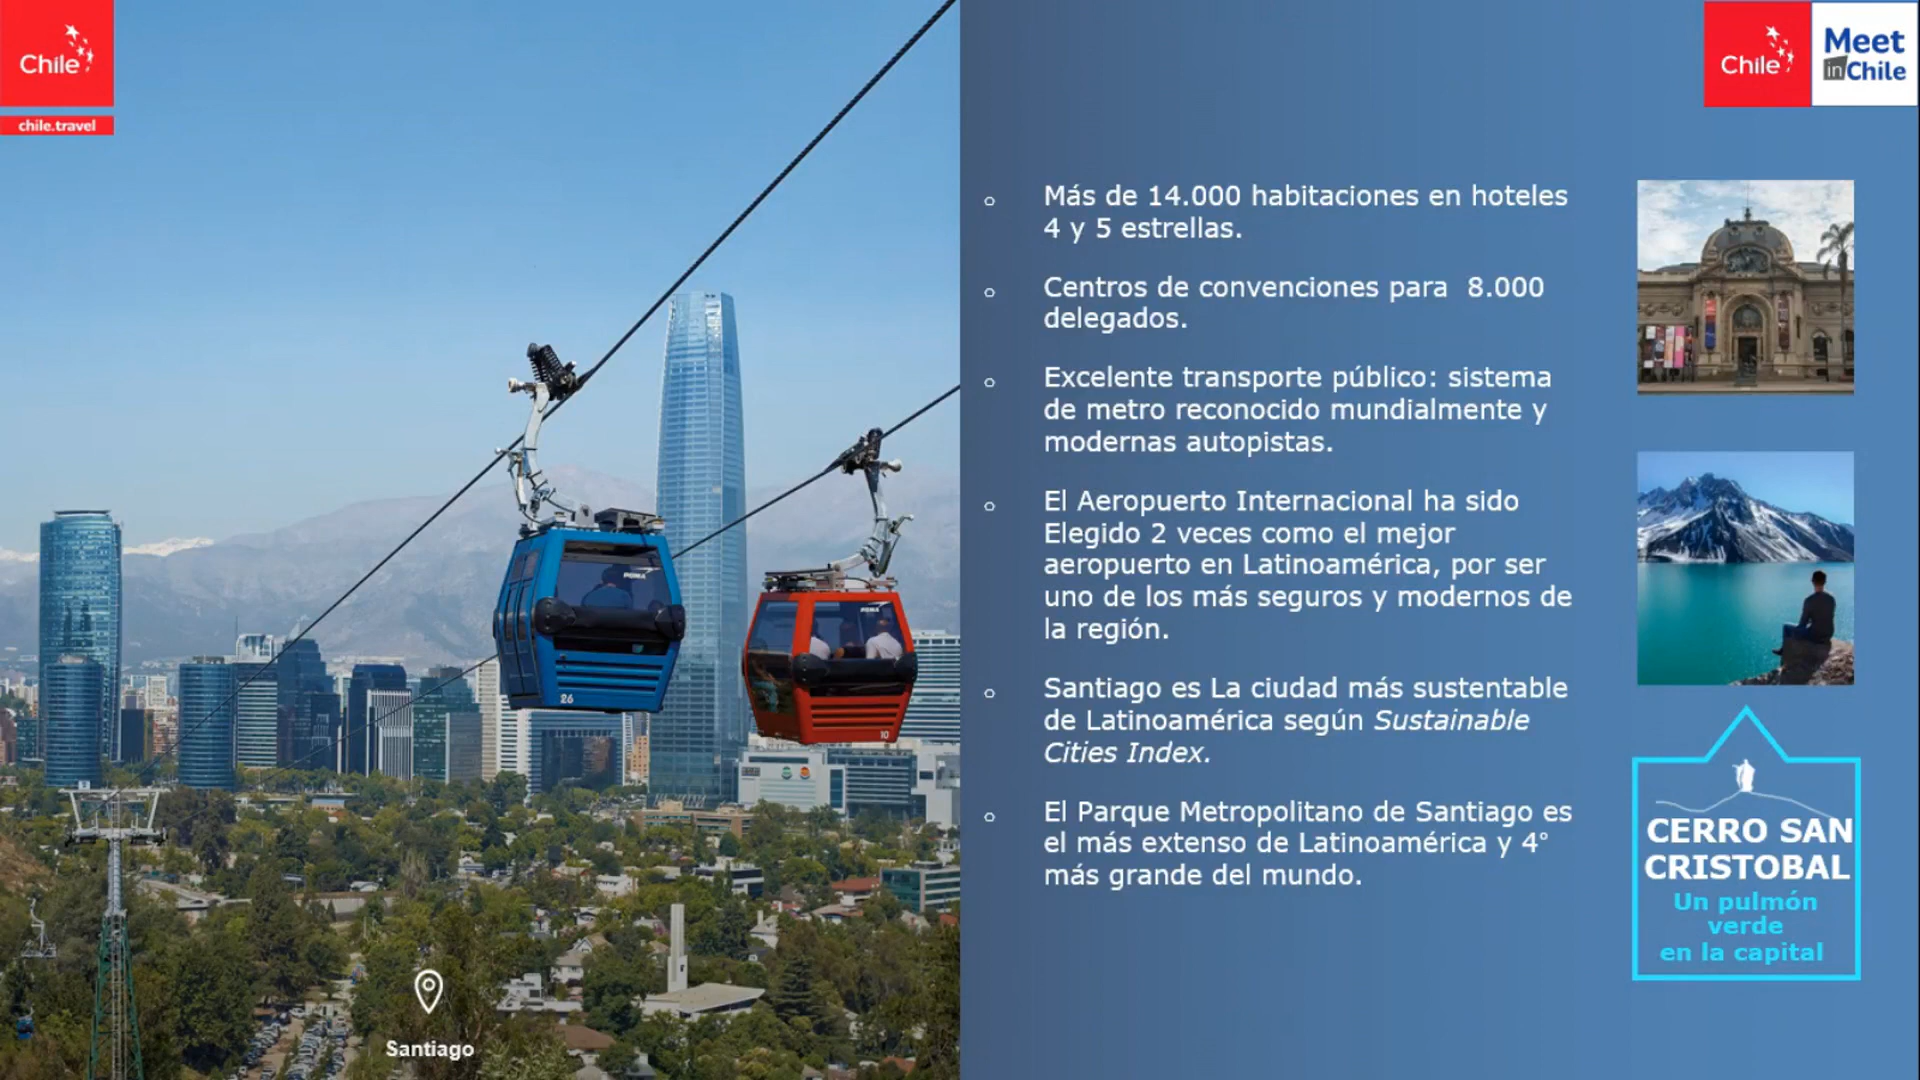 Chile
chile.travel
Chile
Meet
in Chile
Más de 14.000 habitaciones en hoteles
4 y 5 estrellas.
Centros de convenciones para 8.000
delegados.
Excelente transporte público: sistema
de metro reconocido mundialmente y
modernas autopistas.
El Aeropuerto Internacional ha sido
Elegido 2 veces como el mejor
aeropuerto en Latinoamérica, por ser
uno de los más seguros y modernos de
la región.
Santiago es La ciudad más sustentable
de Latinoamérica según Sustainable
Cities Index.
El Parque Metropolitano de Santiago es
el más extenso de Latinoamérica y 4°
más grande del mundo.
CERRO SAN
CRISTOBAL
Un pulmón
verde
en la capital
POMA
26
POMA
10
Santiago